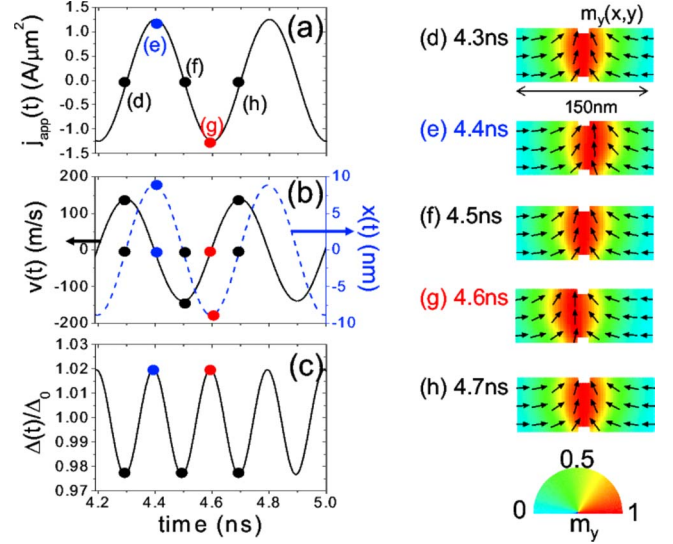 1.5
1.0
0.5
0.0
-0.5
-1.0
-1.5
j_app(t) (A/μm²)
(a)
(e)
(d)
(f)
(g)
(h)
200
100
0
-100
-200
v(t) (m/s)
(b)
10
5
0
-5
-10
x(t) (nm)
1.03
1.02
1.01
1.00
0.99
0.98
0.97
Δ(t)/Δ₀
(c)
4.2 4.4 4.6 4.8 5.0
time (ns)
m_y(x,y)
(d) 4.3ns
150nm
(e) 4.4ns
(f) 4.5ns
(g) 4.6ns
(h) 4.7ns
0.5
0 1
m_y